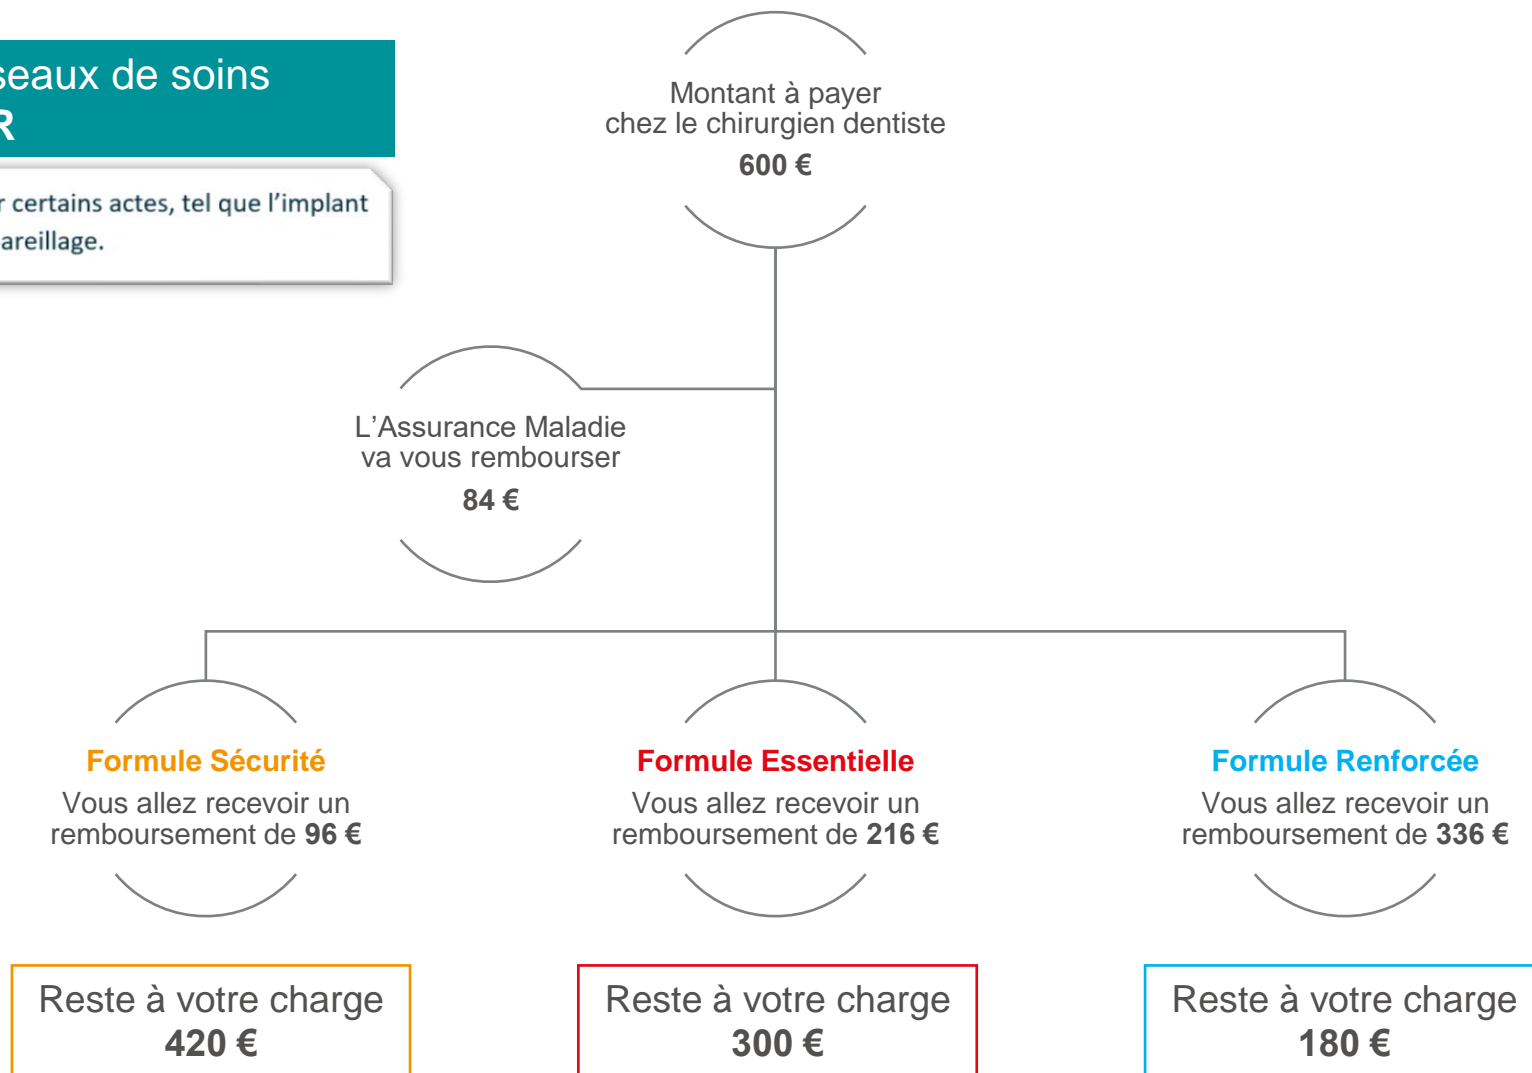 seaux de soins
R
r certains actes, tel que l'implant
areillage.
Montant à payer
chez le chirurgien dentiste
600 €
L'Assurance Maladie
va vous rembourser
84 €
Formule Sécurité
Vous allez recevoir un
remboursement de 96 €
Formule Essentielle
Vous allez recevoir un
remboursement de 216 €
Formule Renforcée
Vous allez recevoir un
remboursement de 336 €
Reste à votre charge
420 €
Reste à votre charge
300 €
Reste à votre charge
180 €